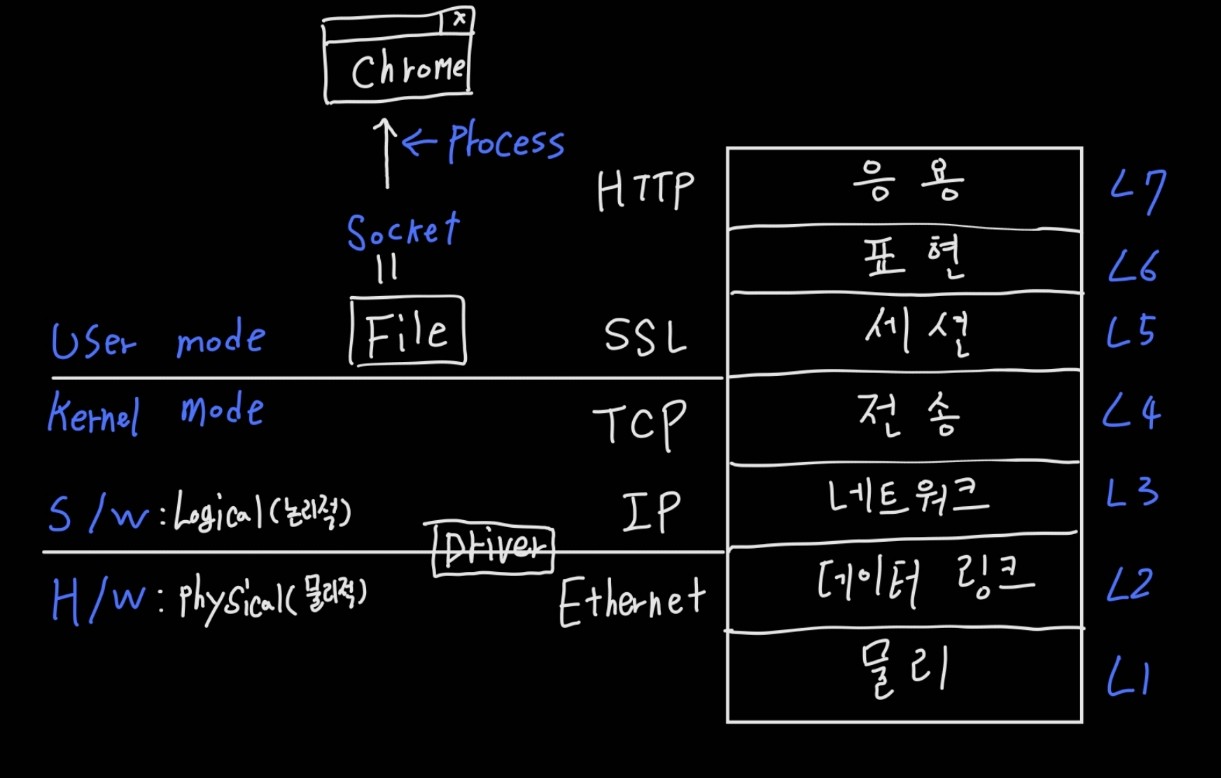 x
Chrome
← Process
Socket
||
File
User mode
Kernel mode
S/W : Logical (논리적)
Driver
H/W : Physical (물리적)
HTTP
SSL
TCP
IP
Ethernet
응용 L7
표현 L6
세션 L5
전송 L4
네트워크 L3
데이터 링크 L2
물리 L1